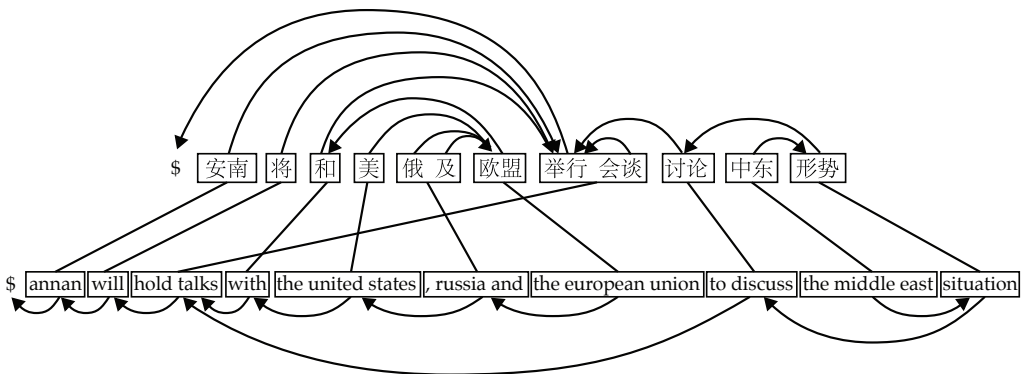 $ 安南 将 和 美 俄 及 欧盟 举行 会谈 讨论 中东 形势
$ annan will hold talks with the united states , russia and the european union to discuss the middle east situation